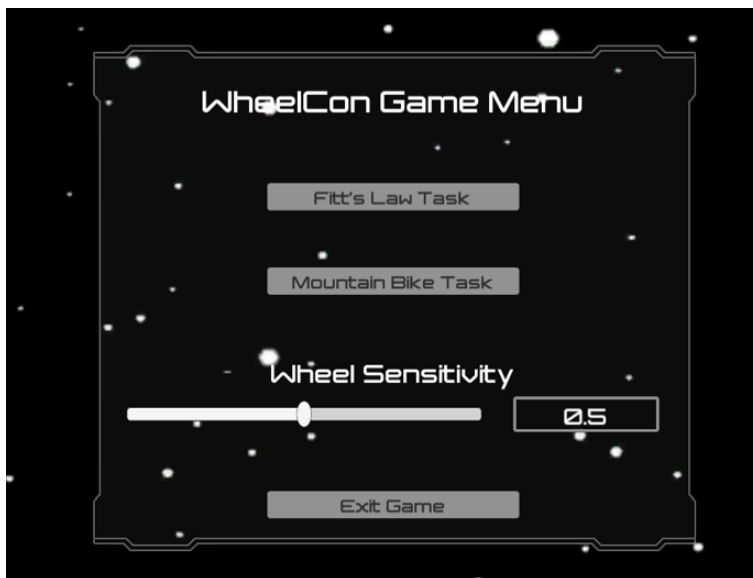 WheelCon Game Menu
Fitt's Law Task
Mountain Bike Task
Wheel Sensitivity
0.5
Exit Game